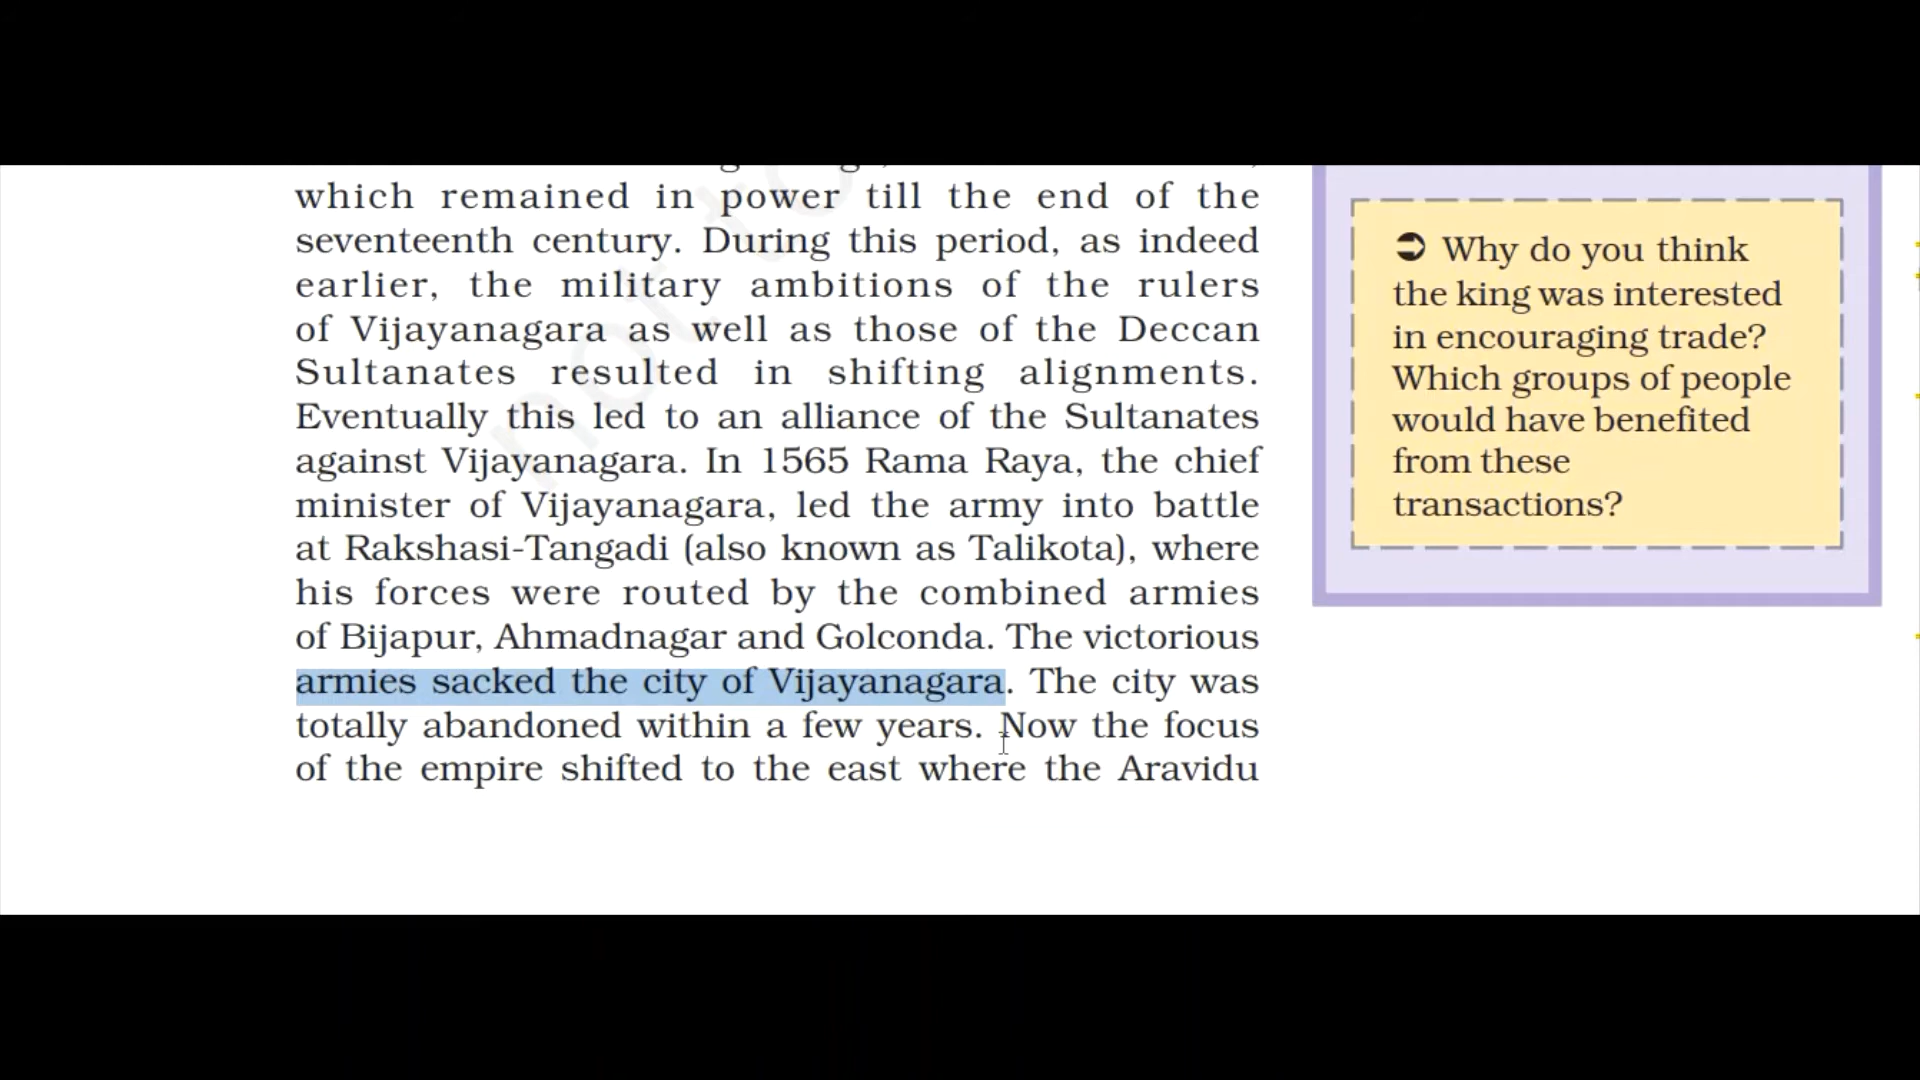 which remained in power till the end of the
seventeenth century. During this period, as indeed
earlier, the military ambitions of the rulers
of Vijayanagara as well as those of the Deccan
Sultanates resulted in shifting alignments.
Eventually this led to an alliance of the Sultanates
against Vijayanagara. In 1565 Rama Raya, the chief
minister of Vijayanagara, led the army into battle
at Rakshasi-Tangadi (also known as Talikota), where
his forces were routed by the combined armies
of Bijapur, Ahmadnagar and Golconda. The victorious
armies sacked the city of Vijayanagara. The city was
totally abandoned within a few years. Now the focus
of the empire shifted to the east where the Aravidu
➲ Why do you think
the king was interested
in encouraging trade?
Which groups of people
would have benefited
from these
transactions?
not to